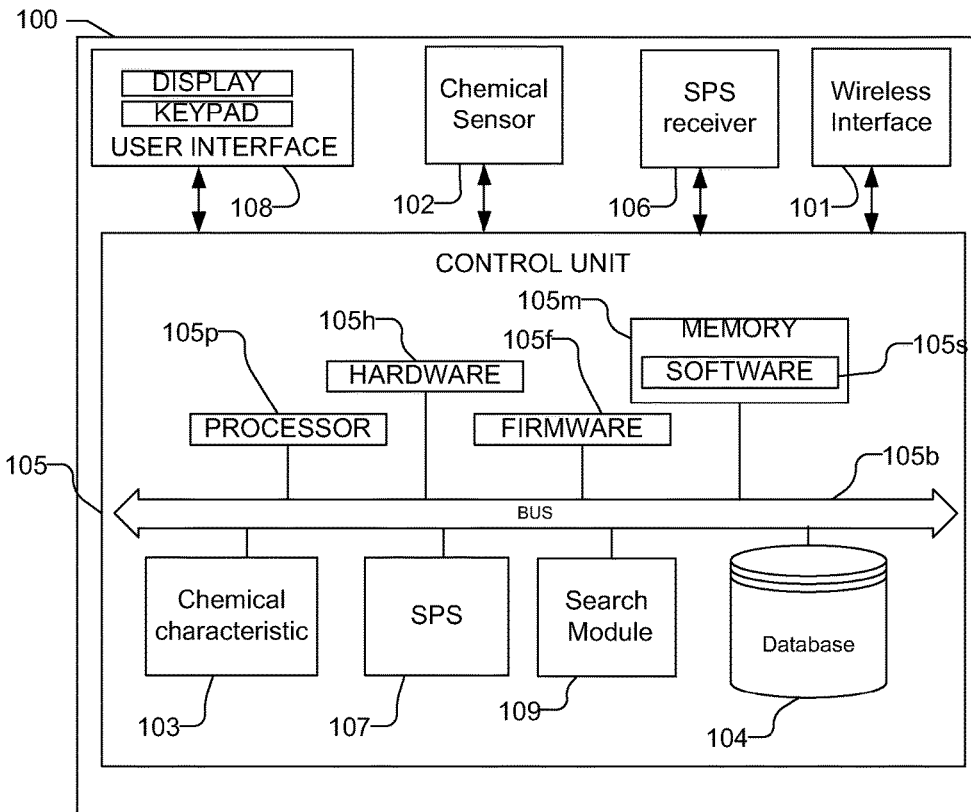 100
DISPLAY
KEYPAD
USER INTERFACE
Chemical
Sensor
SPS
receiver
Wireless
Interface
108
102
106
101
CONTROL UNIT
105m
MEMORY
105h
105p
105f
105s
SOFTWARE
HARDWARE
PROCESSOR
FIRMWARE
105
105b
BUS
Chemical
characteristic
SPS
Search
Module
Database
103
107
109
104